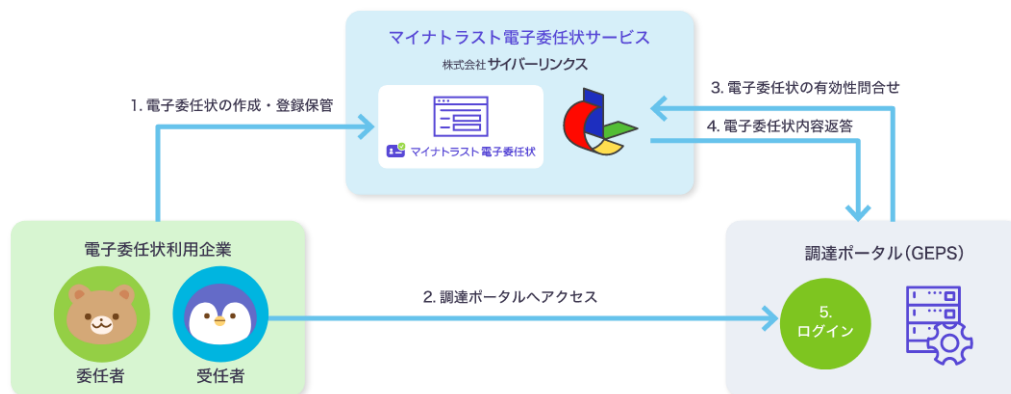 マイナトラスト電子委任状サービス
株式会社サイバーリンクス
マイナトラスト 電子委任状
1. 電子委任状の作成・登録保管
3. 電子委任状の有効性問合せ
4. 電子委任状内容返答
電子委任状利用企業
委任者
受任者
2. 調達ポータルへアクセス
調達ポータル(GEPS)
5.
ログイン